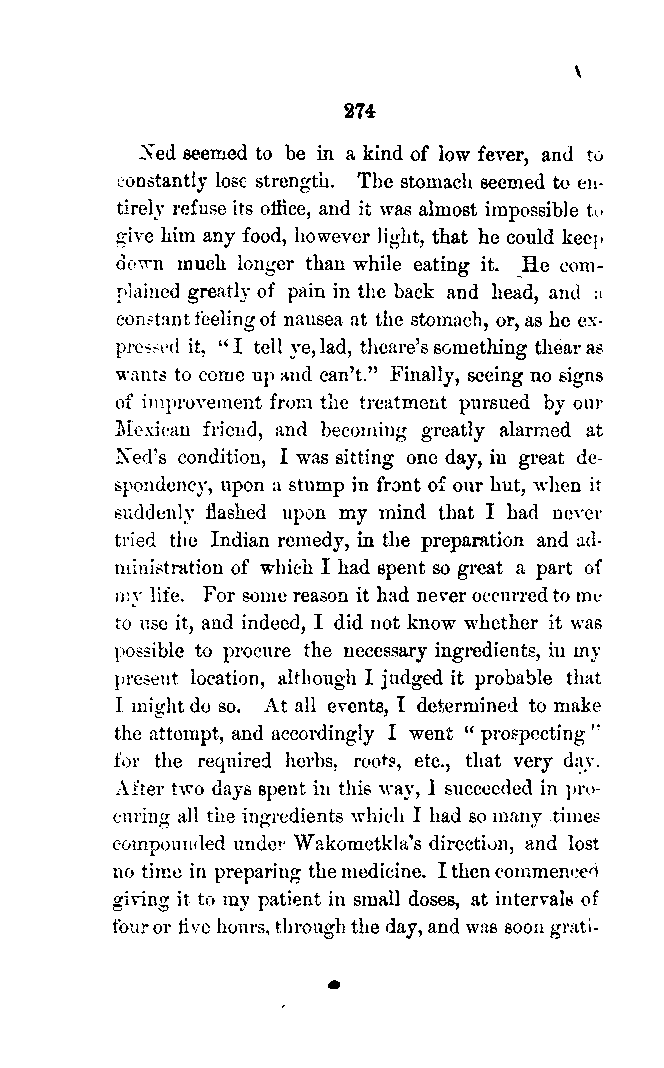 274
Ned seemed to be in a kind of low fever, and to
constantly lose strength. The stomach seemed to en-
tirely refuse its office, and it was almost impossible to
give him any food, however light, that he could keep
down much longer than while eating it. He com-
plained greatly of pain in the back and head, and a
constant feeling of nausea at the stomach, or, as he ex-
pressed it, “I tell ye, lad, theare’s something thear as
wants to come up and can’t.” Finally, seeing no signs
of improvement from the treatment pursued by our
Mexican friend, and becoming greatly alarmed at
Ned’s condition, I was sitting one day, in great de-
spondency, upon a stump in front of our hut, when it
suddenly flashed upon my mind that I had never
tried the Indian remedy, in the preparation and ad-
ministration of which I had spent so great a part of
my life. For some reason it had never occurred to me
to use it, and indeed, I did not know whether it was
possible to procure the necessary ingredients, in my
present location, although I judged it probable that
I might do so. At all events, I determined to make
the attempt, and accordingly I went “prospecting”
for the required herbs, roots, etc., that very day.
After two days spent in this way, I succeeded in pro-
curing all the ingredients which I had so many times
compounded under Wakometkla’s direction, and lost
no time in preparing the medicine. I then commenced
giving it to my patient in small doses, at intervals of
four or five hours, through the day, and was soon grati-